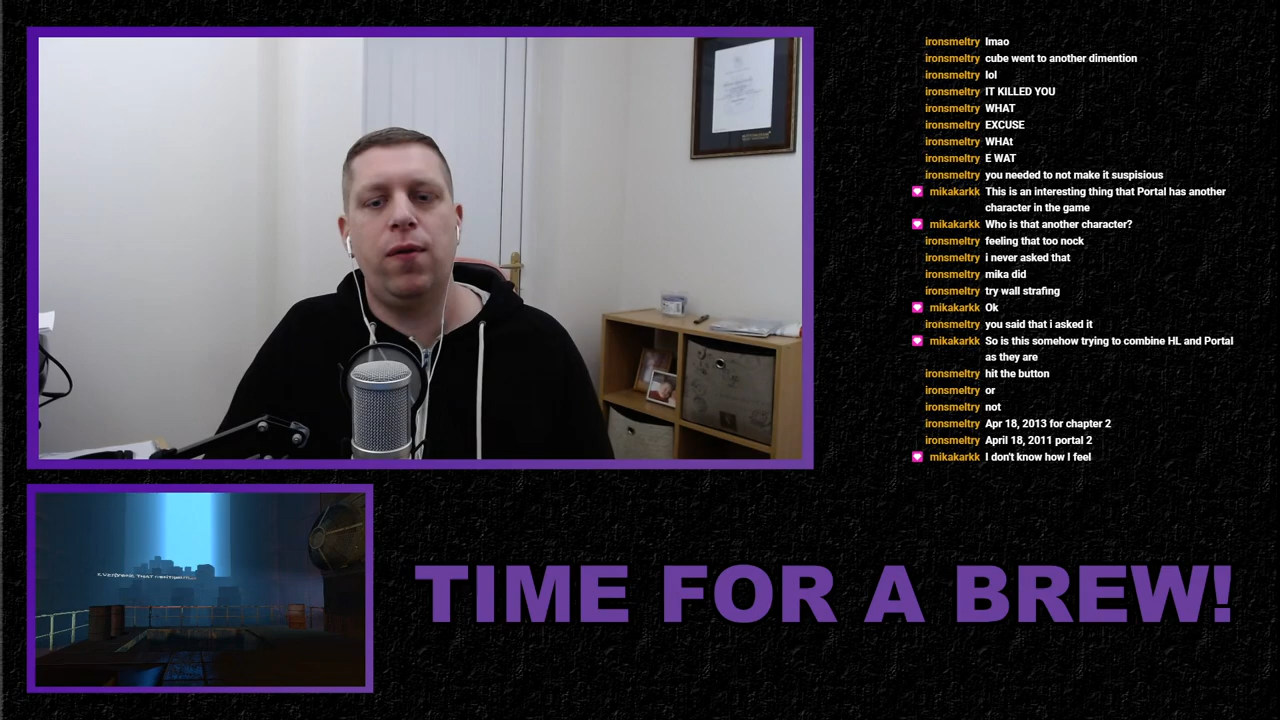 ironsmeltry lmao
ironsmeltry cube went to another dimention
ironsmeltry lol
ironsmeltry IT KILLED YOU
ironsmeltry WHAT
ironsmeltry EXCUSE
ironsmeltry WHAt
ironsmeltry E WAT
ironsmeltry you needed to not make it suspisious
mikakarkk This is an interesting thing that Portal has another
character in the game
mikakarkk Who is that another character?
ironsmeltry feeling that too nock
ironsmeltry i never asked that
ironsmeltry mika did
ironsmeltry try wall strafing
mikakarkk Ok
ironsmeltry you said that i asked it
mikakarkk So is this somehow trying to combine HL and Portal
as they are
ironsmeltry hit the button
ironsmeltry or
ironsmeltry not
ironsmeltry Apr 18, 2013 for chapter 2
ironsmeltry April 18, 2011 portal 2
mikakarkk I don't know how I feel
TIME FOR A BREW!